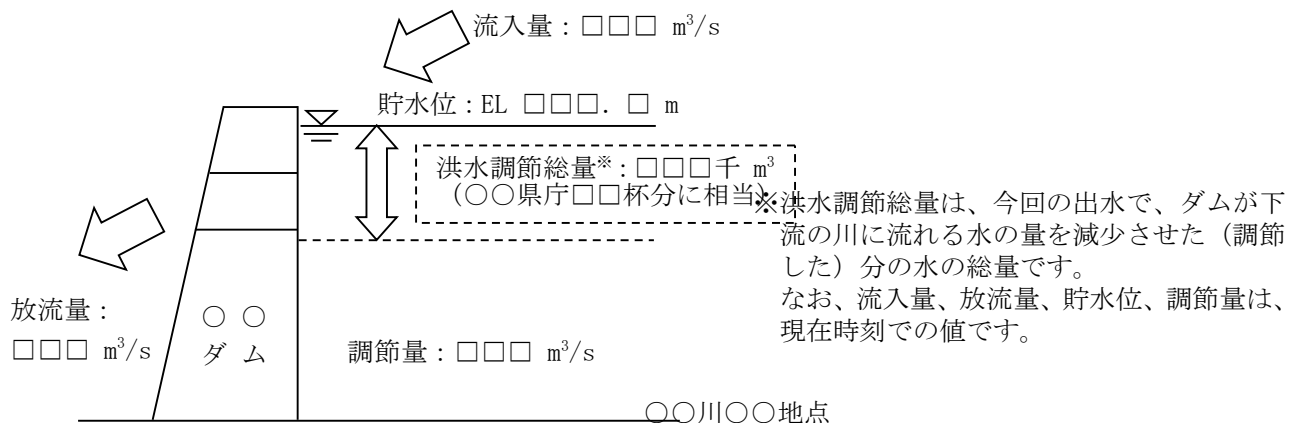 流入量：□□□ m³/s
貯水位：EL □□□．□ m
洪水調節総量※：□□□千 m³
（○○県庁□□杯分に相当）
※洪水調節総量は、今回の出水で、ダムが下
流の川に流れる水の量を減少させた（調節
した）分の水の総量です。
なお、流入量、放流量、貯水位、調節量は、
現在時刻での値です。
放流量：
□□□ m³/s
○○
ダム
調節量：□□□ m³/s
○○川○○地点